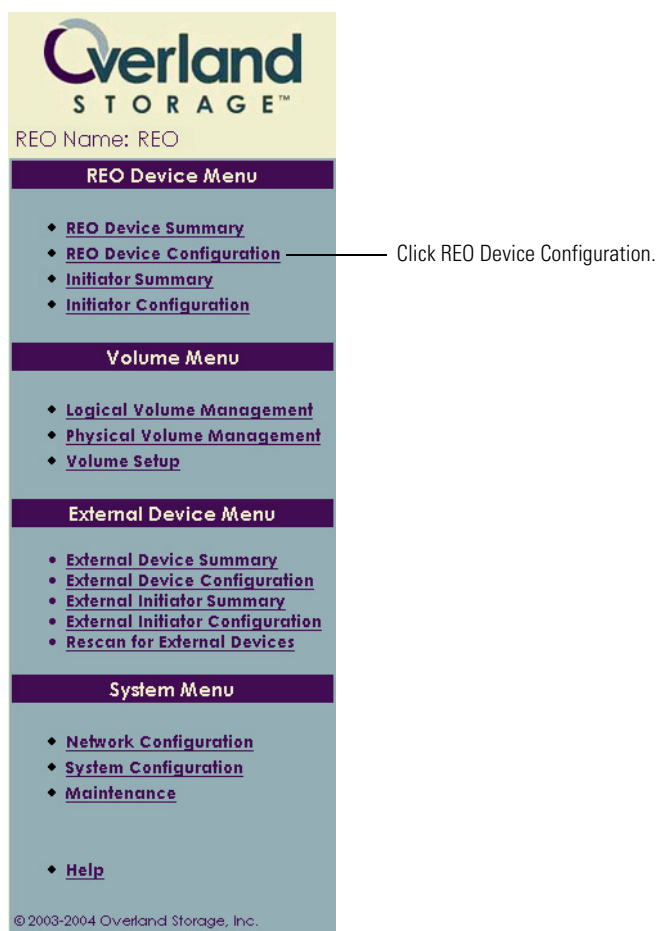 Overland
STORAGE™
REO Name: REO
REO Device Menu
REO Device Summary
REO Device Configuration
Click REO Device Configuration.
Initiator Summary
Initiator Configuration
Volume Menu
Logical Volume Management
Physical Volume Management
Volume Setup
External Device Menu
External Device Summary
External Device Configuration
External Initiator Summary
External Initiator Configuration
Rescan for External Devices
System Menu
Network Configuration
System Configuration
Maintenance
Help
© 2003-2004 Overland Storage, Inc.